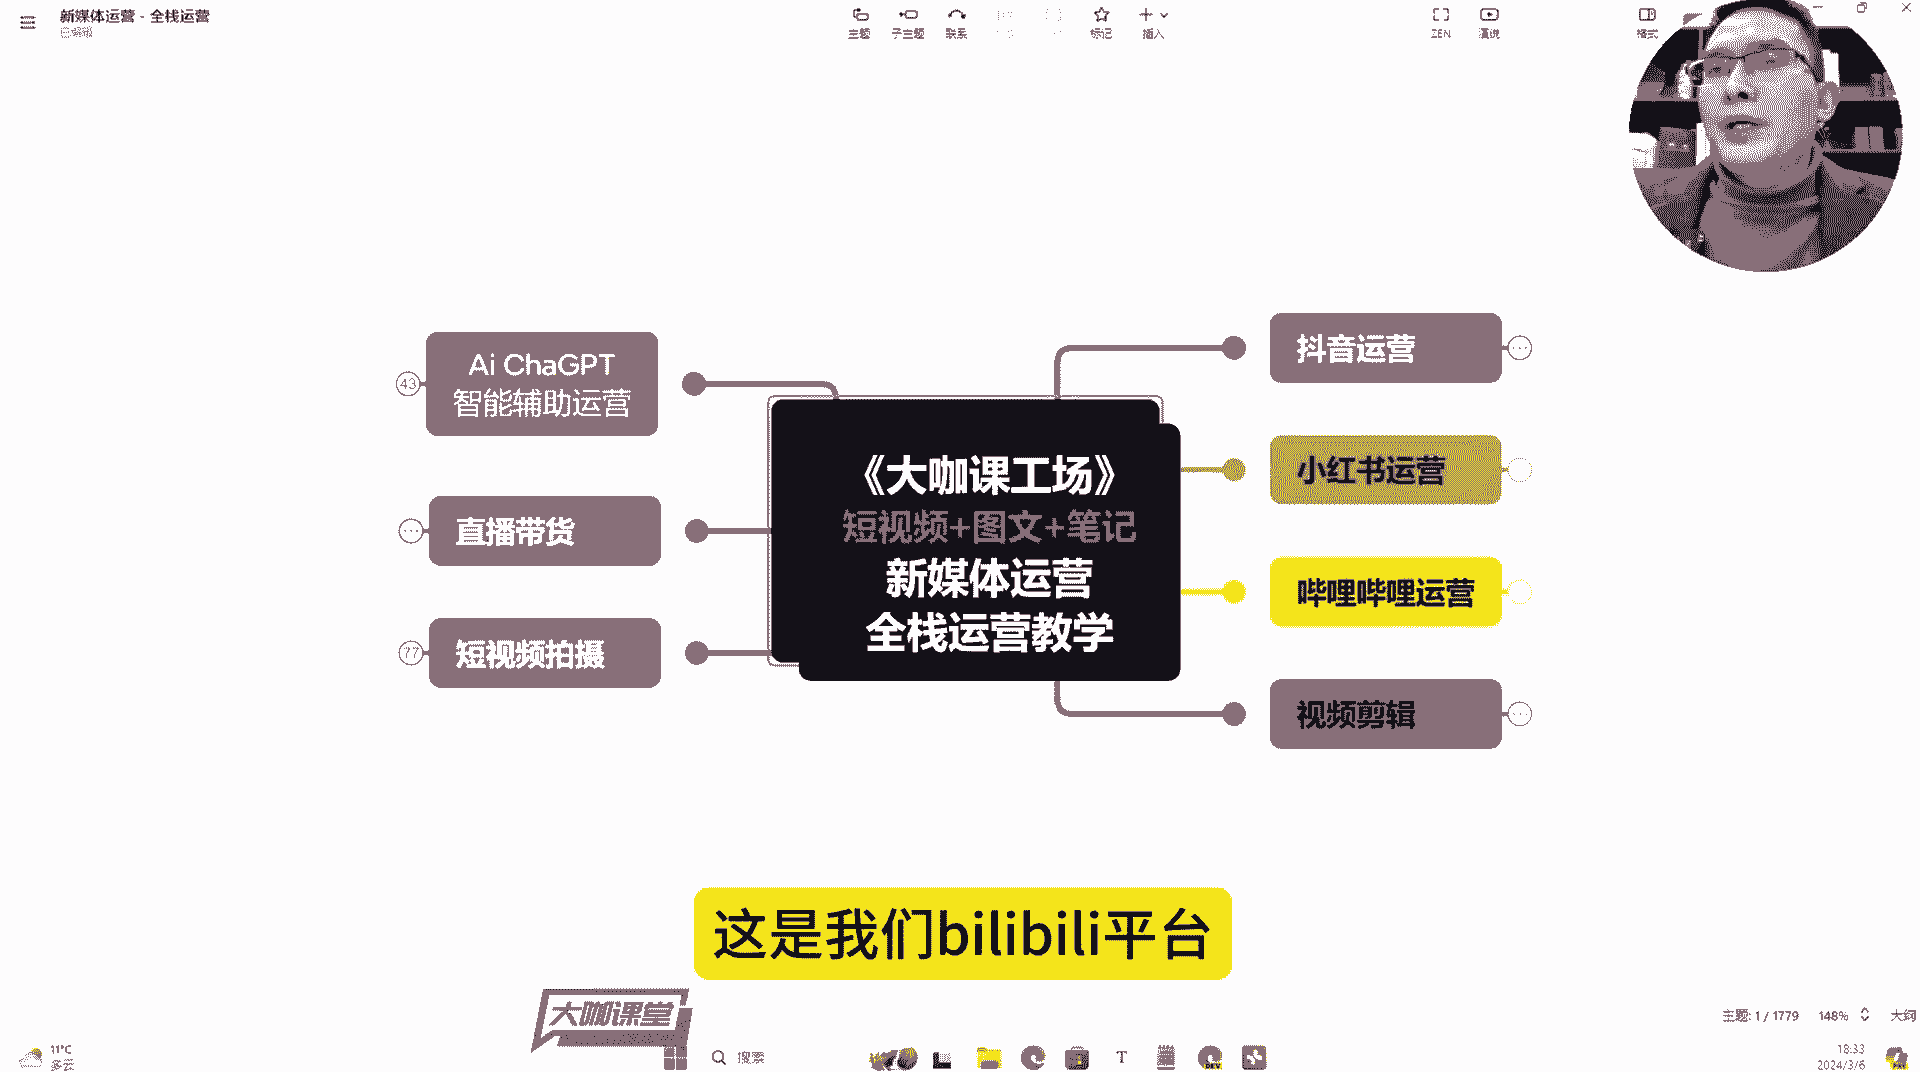 新媒体运营 - 全栈运营
已编辑
主题
子主题
联系
标记
插入
ZEN
演说
格式
Ai ChaGPT
智能辅助运营
43
直播带货
短视频拍摄
77
《大咖课工场》
短视频+图文+笔记
新媒体运营
全栈运营教学
抖音运营
小红书运营
哔哩哔哩运营
视频剪辑
这是我们bilibili平台
大咖课堂
主题: 1 / 1779
148%
大纲
11°C
多云
搜索
18:33
2024/3/6